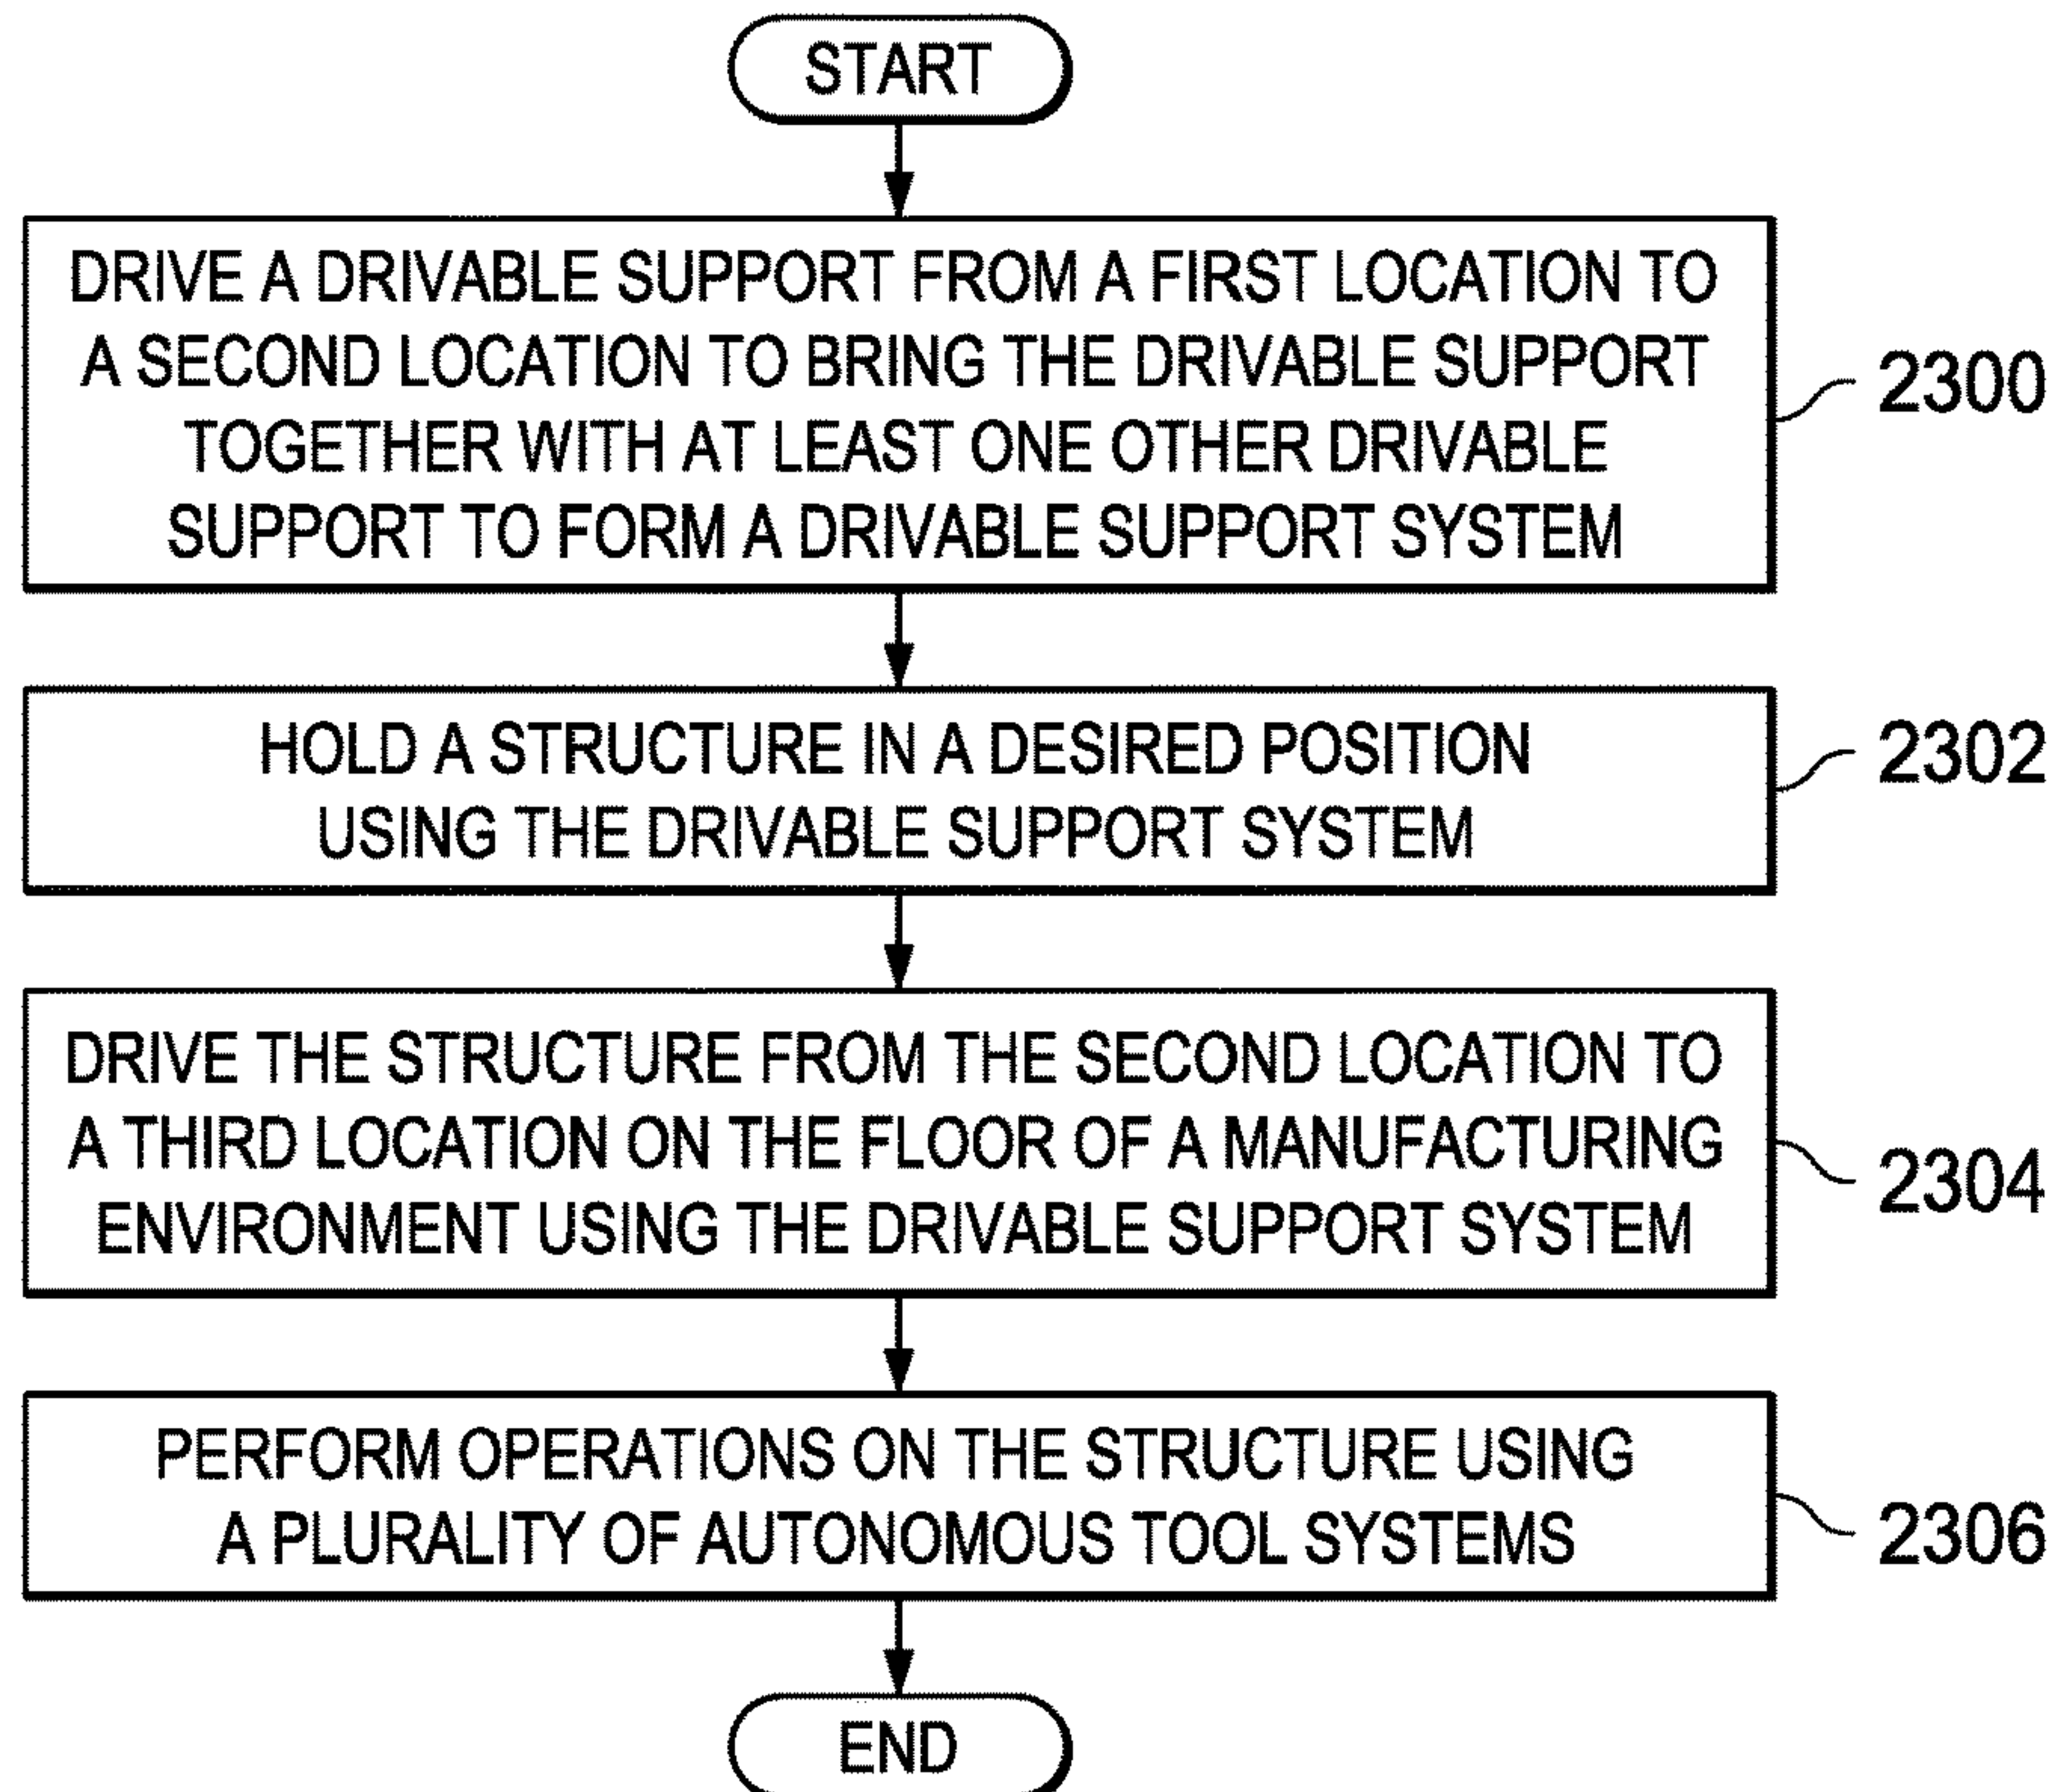 START
DRIVE A DRIVABLE SUPPORT FROM A FIRST LOCATION TO
A SECOND LOCATION TO BRING THE DRIVABLE SUPPORT
TOGETHER WITH AT LEAST ONE OTHER DRIVABLE
SUPPORT TO FORM A DRIVABLE SUPPORT SYSTEM
2300
HOLD A STRUCTURE IN A DESIRED POSITION
USING THE DRIVABLE SUPPORT SYSTEM
2302
DRIVE THE STRUCTURE FROM THE SECOND LOCATION TO
A THIRD LOCATION ON THE FLOOR OF A MANUFACTURING
ENVIRONMENT USING THE DRIVABLE SUPPORT SYSTEM
2304
PERFORM OPERATIONS ON THE STRUCTURE USING
A PLURALITY OF AUTONOMOUS TOOL SYSTEMS
2306
END